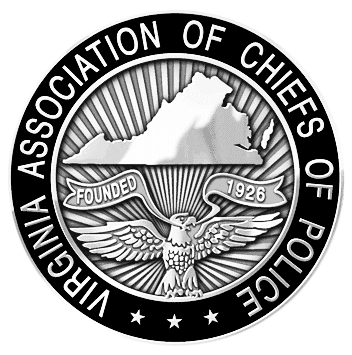 VIRGINIA ASSOCIATION OF CHIEFS OF POLICE
FOUNDED 1926